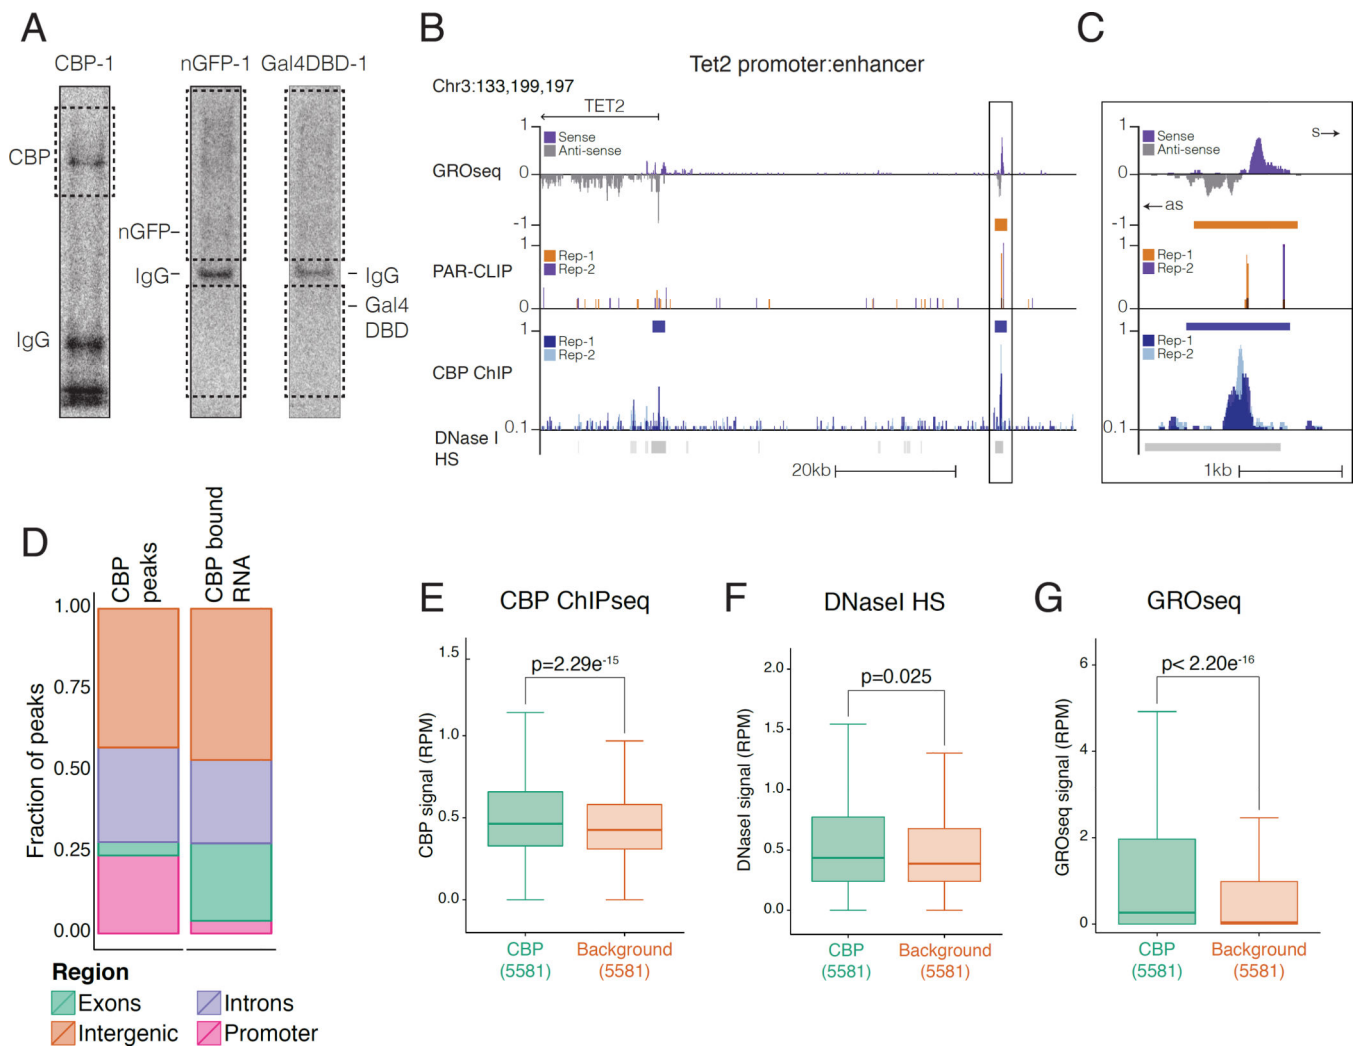 A
CBP-1
nGFP-1
Gal4DBD-1
CBP
nGFP
IgG
IgG
IgG
Gal4
DBD
B
Tet2 promoter:enhancer
Chr3:133,199,197
TET2
1
Sense
Anti-sense
GROseq
0
-1
1
Rep-1
Rep-2
PAR-CLIP
0
1
Rep-1
Rep-2
CBP ChIP
0.1
DNase I
HS
20kb
C
1
Sense
Anti-sense
s→
0
←as
-1
1
Rep-1
Rep-2
0
1
Rep-1
Rep-2
0.1
1kb
D
CBP
peaks
CBP bound
RNA
Fraction of peaks
1.00
0.75
0.50
0.25
0.00
Region
Exons
Introns
Intergenic
Promoter
E
CBP ChIPseq
p=2.29e-15
CBP signal (RPM)
1.5
1.0
0.5
0.0
CBP
(5581)
Background
(5581)
F
DNaseI HS
p=0.025
DNaseI signal (RPM)
2.0
1.5
1.0
0.5
0.0
CBP
(5581)
Background
(5581)
G
GROseq
p< 2.20e-16
GROseq signal (RPM)
6
4
2
0
CBP
(5581)
Background
(5581)